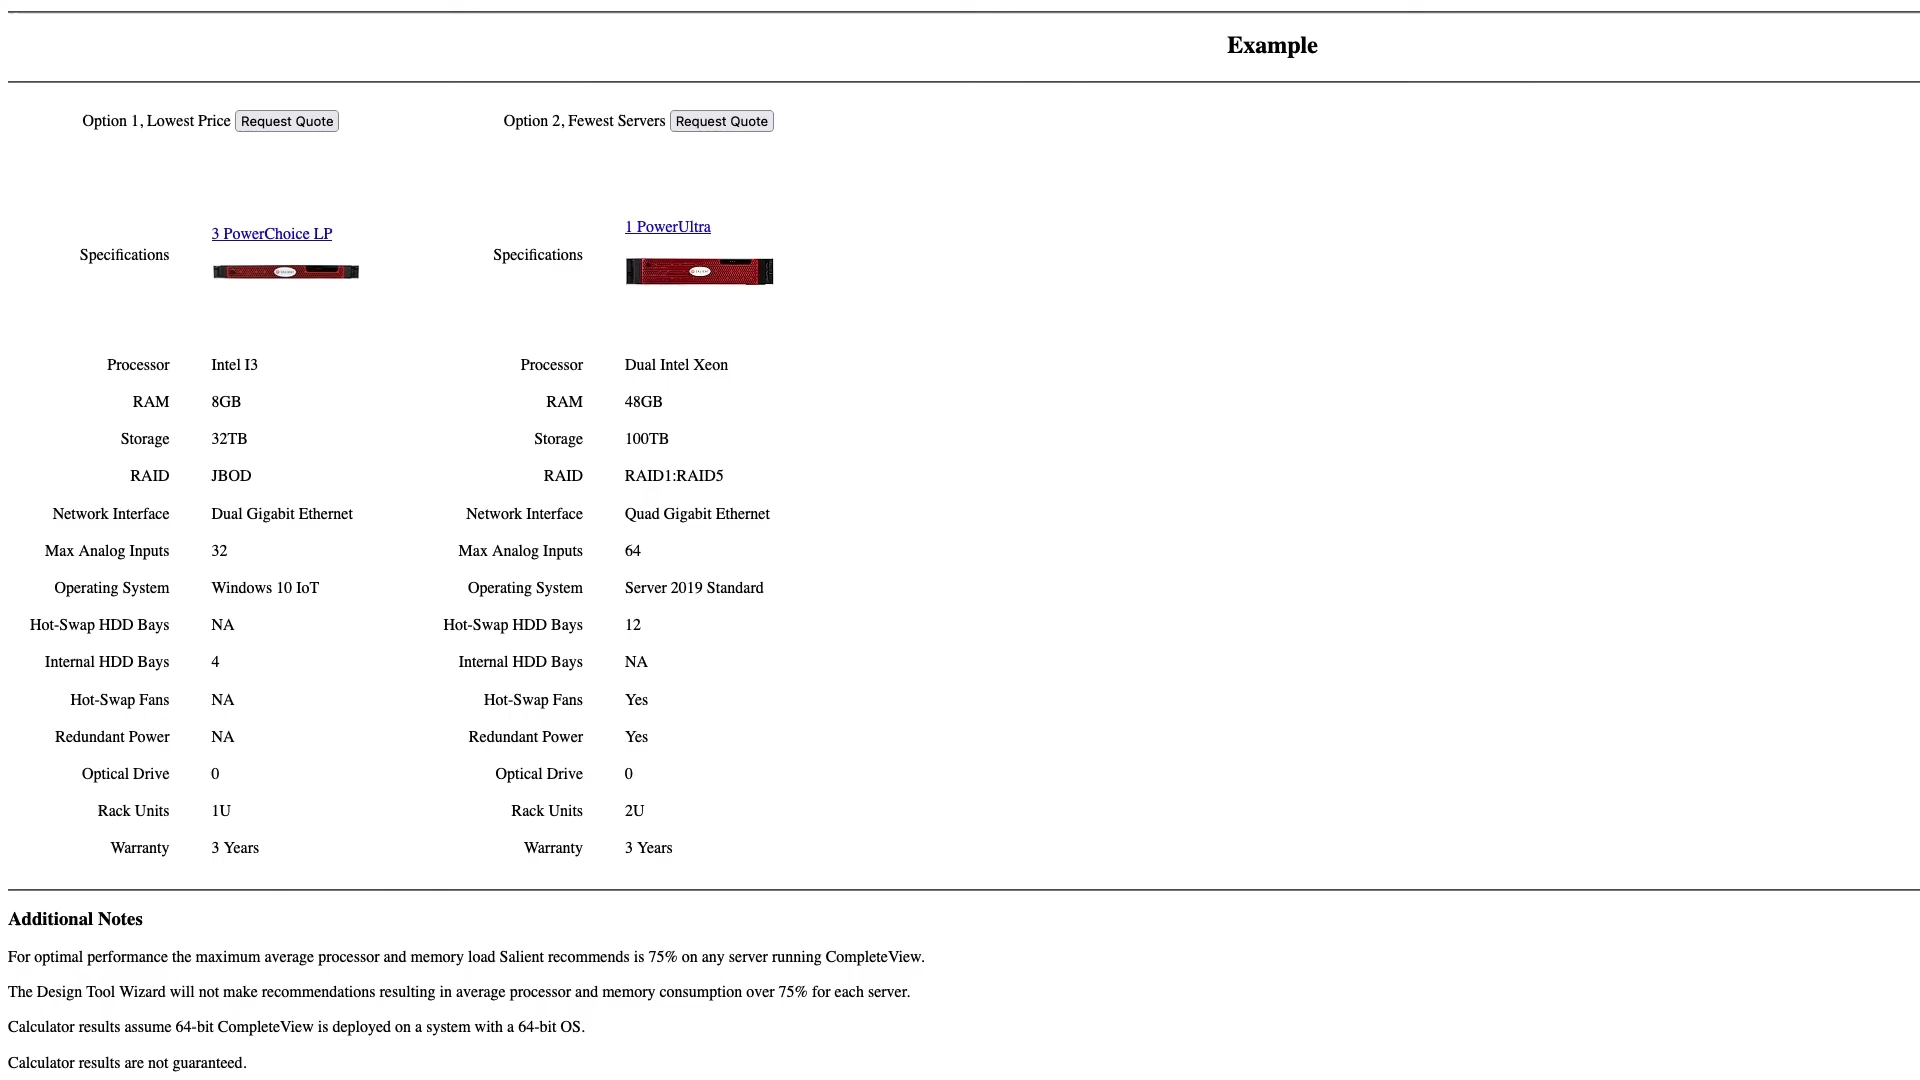 Example
Option 1, Lowest Price Request Quote
Option 2, Fewest Servers Request Quote
Specifications
3 PowerChoice LP
Specifications
1 PowerUltra
Processor Intel I3 Processor Dual Intel Xeon
RAM 8GB RAM 48GB
Storage 32TB Storage 100TB
RAID JBOD RAID RAID1:RAID5
Network Interface Dual Gigabit Ethernet Network Interface Quad Gigabit Ethernet
Max Analog Inputs 32 Max Analog Inputs 64
Operating System Windows 10 IoT Operating System Server 2019 Standard
Hot-Swap HDD Bays NA Hot-Swap HDD Bays 12
Internal HDD Bays 4 Internal HDD Bays NA
Hot-Swap Fans NA Hot-Swap Fans Yes
Redundant Power NA Redundant Power Yes
Optical Drive 0 Optical Drive 0
Rack Units 1U Rack Units 2U
Warranty 3 Years Warranty 3 Years
Additional Notes
For optimal performance the maximum average processor and memory load Salient recommends is 75% on any server running CompleteView.
The Design Tool Wizard will not make recommendations resulting in average processor and memory consumption over 75% for each server.
Calculator results assume 64-bit CompleteView is deployed on a system with a 64-bit OS.
Calculator results are not guaranteed.